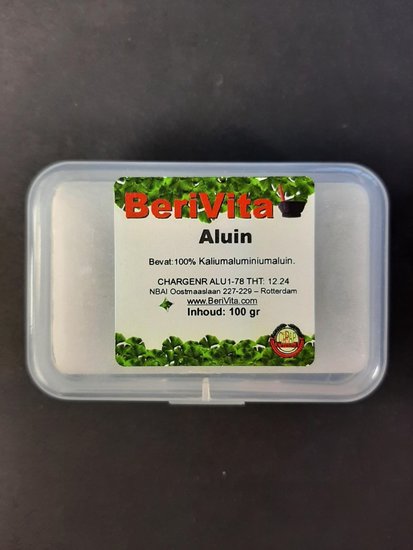 BeriVita
Aluin
Bevat:100% Kaliumaluminiumaluin.
CHARGENR ALU1-78 THT: 12.24
NBAI Oostmaaslaan 227-229 – Rotterdam
www.BeriVita.com
Inhoud: 100 gr